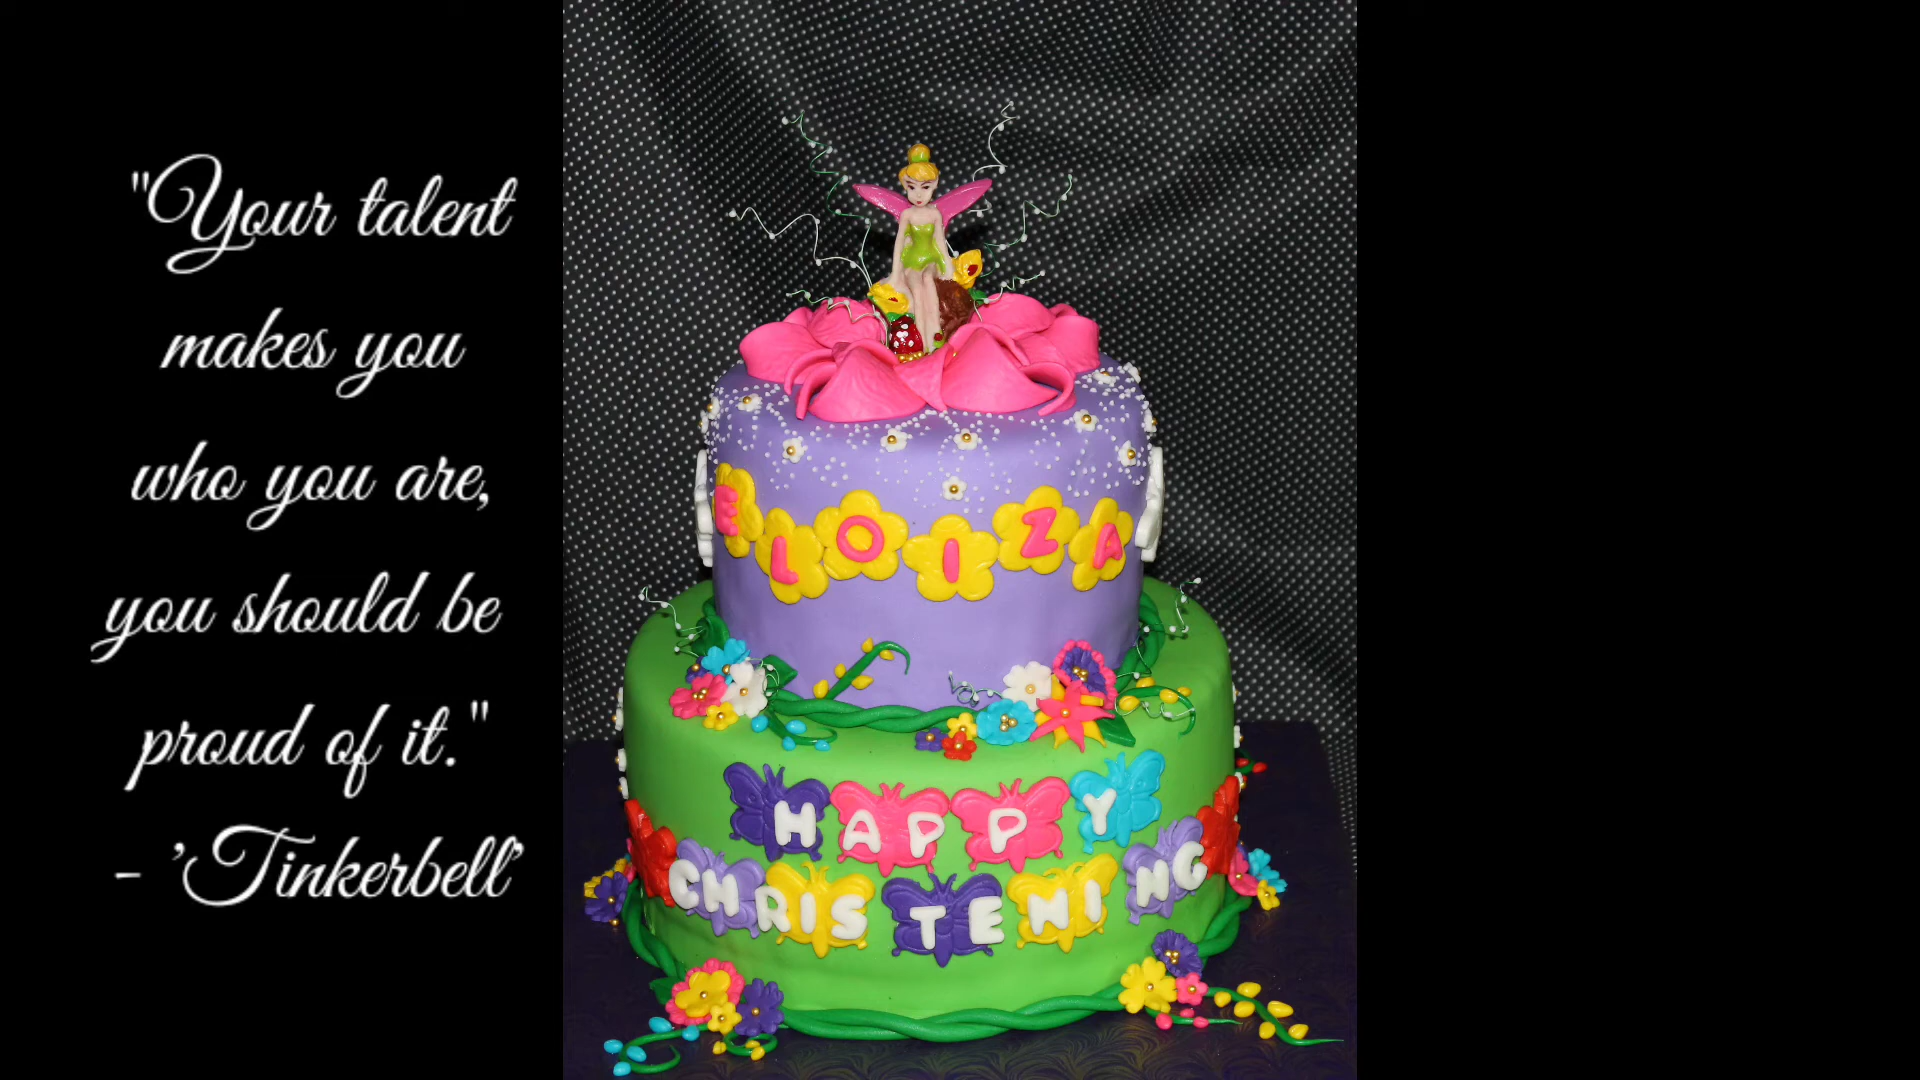 "Your talent
makes you
who you are,
you should be
proud of it."
- 'Tinkerbell'
ELOIZA
HAPPY
CHRISTENING